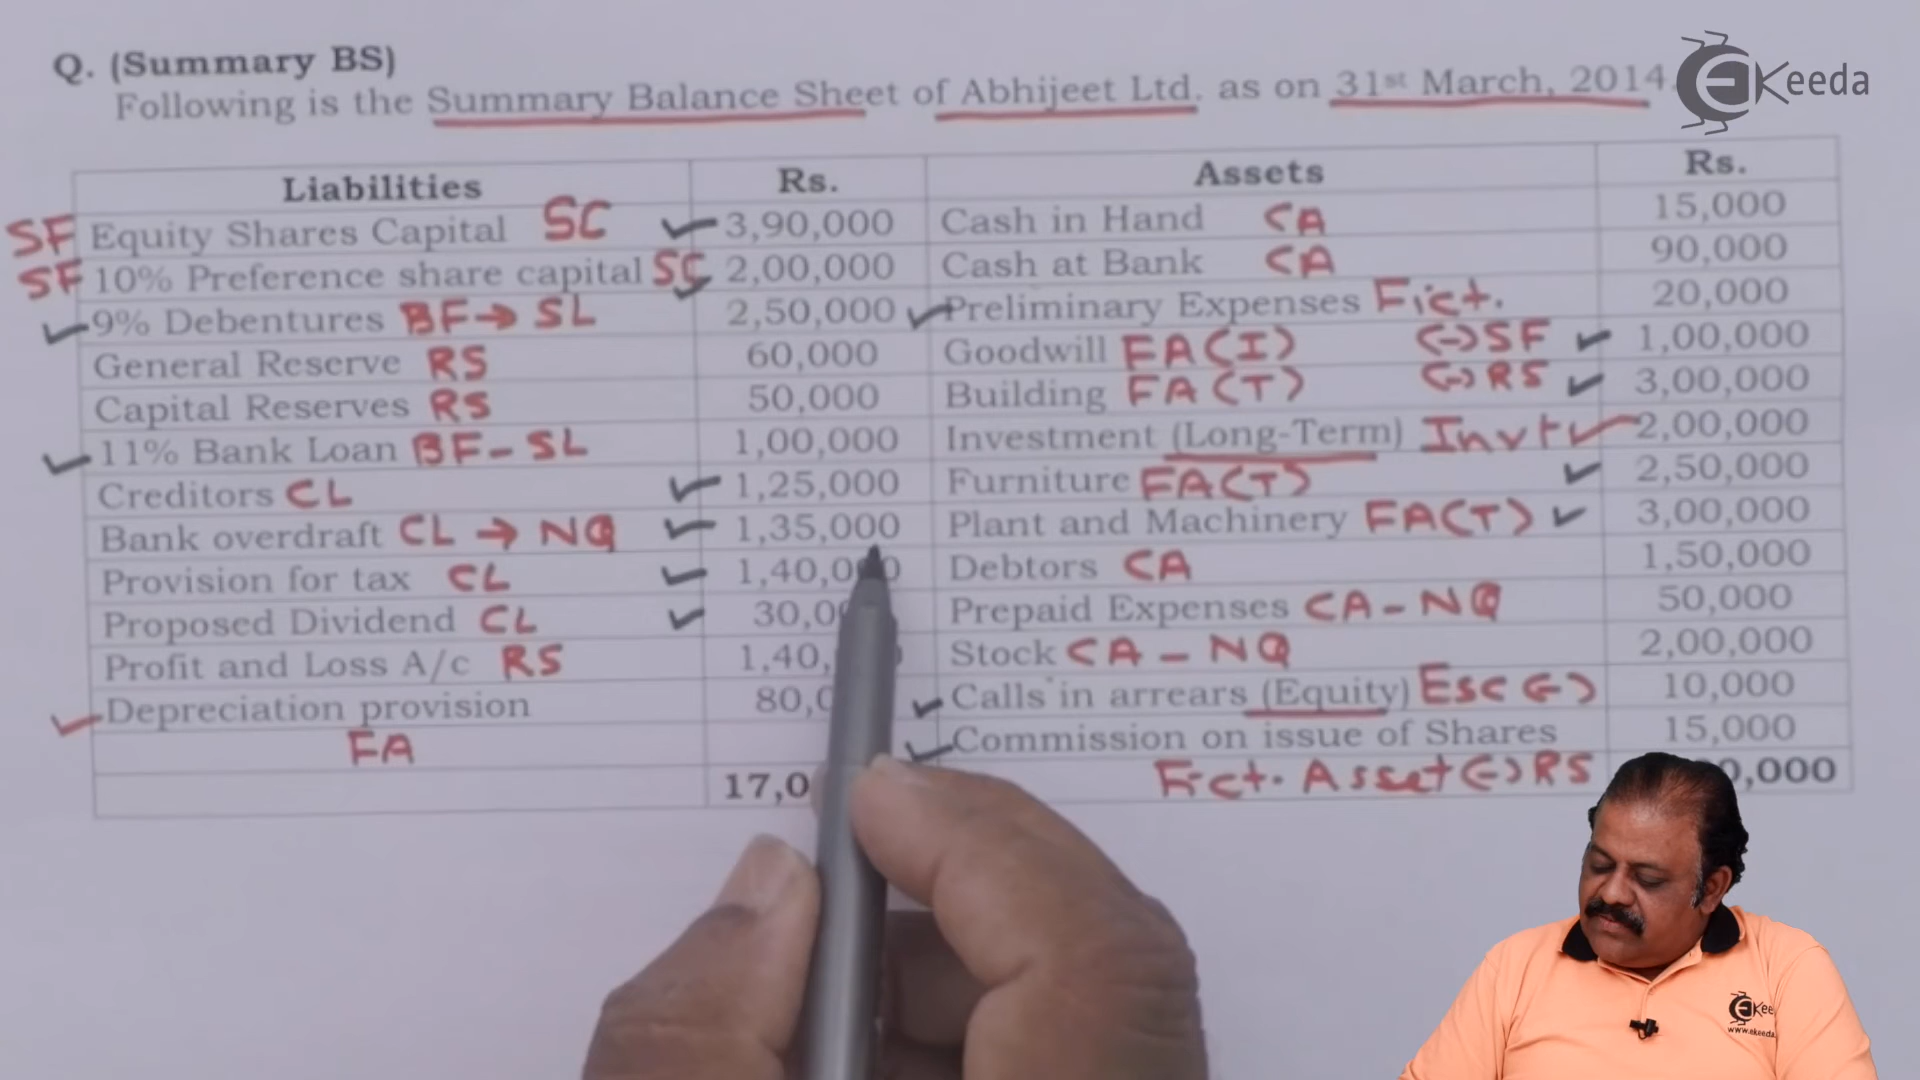 Q. (Summary BS)
Following is the Summary Balance Sheet of Abhijeet Ltd. as on 31st March, 2014.
EKeeda
Liabilities Rs. Assets Rs.
SF Equity Shares Capital SC 3,90,000 Cash in Hand CA 15,000
SF 10% Preference share capital SC 2,00,000 Cash at Bank CA 90,000
9% Debentures BF→SL 2,50,000 Preliminary Expenses Fict. 20,000
General Reserve RS 60,000 Goodwill FA(I) (-)SF 1,00,000
Capital Reserves RS 50,000 Building FA(T) (-)RS 3,00,000
11% Bank Loan BF-SL 1,00,000 Investment (Long-Term) Invt 2,00,000
Creditors CL 1,25,000 Furniture FA(T) 2,50,000
Bank overdraft CL → NQ 1,35,000 Plant and Machinery FA(T) 3,00,000
Provision for tax CL 1,40,000 Debtors CA 1,50,000
Proposed Dividend CL Prepaid Expenses CA-NQ 50,000
Profit and Loss A/c RS Stock CA-NQ 2,00,000
Depreciation provision Calls in arrears (Equity) ESC(-) 10,000
FA Commission on issue of Shares 15,000
Fict. Asset(-)RS
EKee
www.ekeeda.